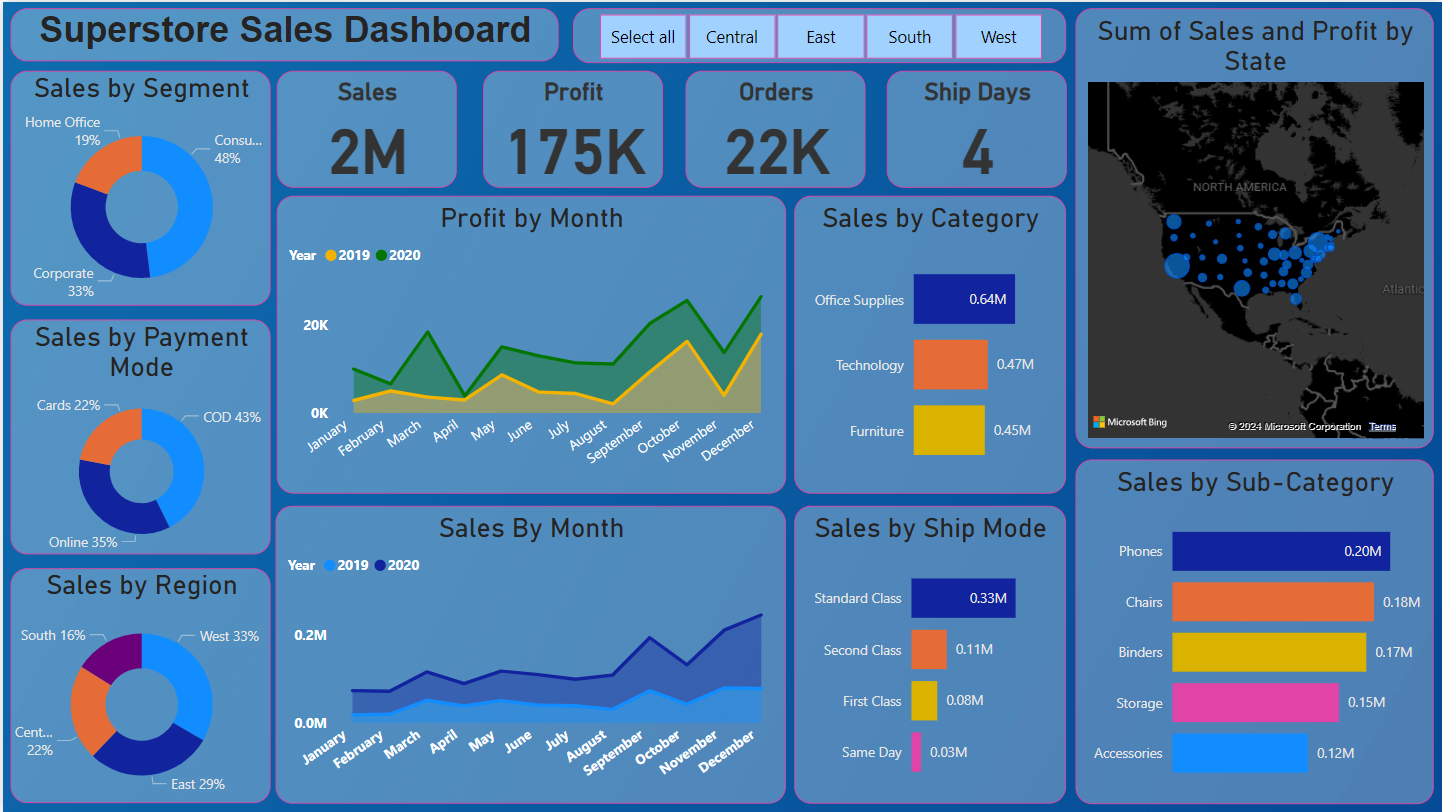 Superstore Sales Dashboard
Select all
Central
East
South
West
Sum of Sales and Profit by
State
NORTH AMERICA
Atlantic
Microsoft Bing
© 2024 Microsoft Corporation
Terms
Sales by Segment
Home Office
19%
Consu...
48%
Corporate
33%
Sales
2M
Profit
175K
Orders
22K
Ship Days
4
Profit by Month
Year
2019
2020
20K
0K
January
February
March
April
May
June
July
August
September
October
November
December
Sales by Category
Office Supplies
0.64M
Technology
0.47M
Furniture
0.45M
Sales by Payment
Mode
Cards 22%
COD 43%
Online 35%
Sales by Region
South 16%
West 33%
Cent...
22%
East 29%
Sales By Month
Year
2019
2020
0.2M
0.0M
January
February
March
April
May
June
July
August
September
October
November
December
Sales by Ship Mode
Standard Class
0.33M
Second Class
0.11M
First Class
0.08M
Same Day
0.03M
Sales by Sub-Category
Phones
0.20M
Chairs
0.18M
Binders
0.17M
Storage
0.15M
Accessories
0.12M